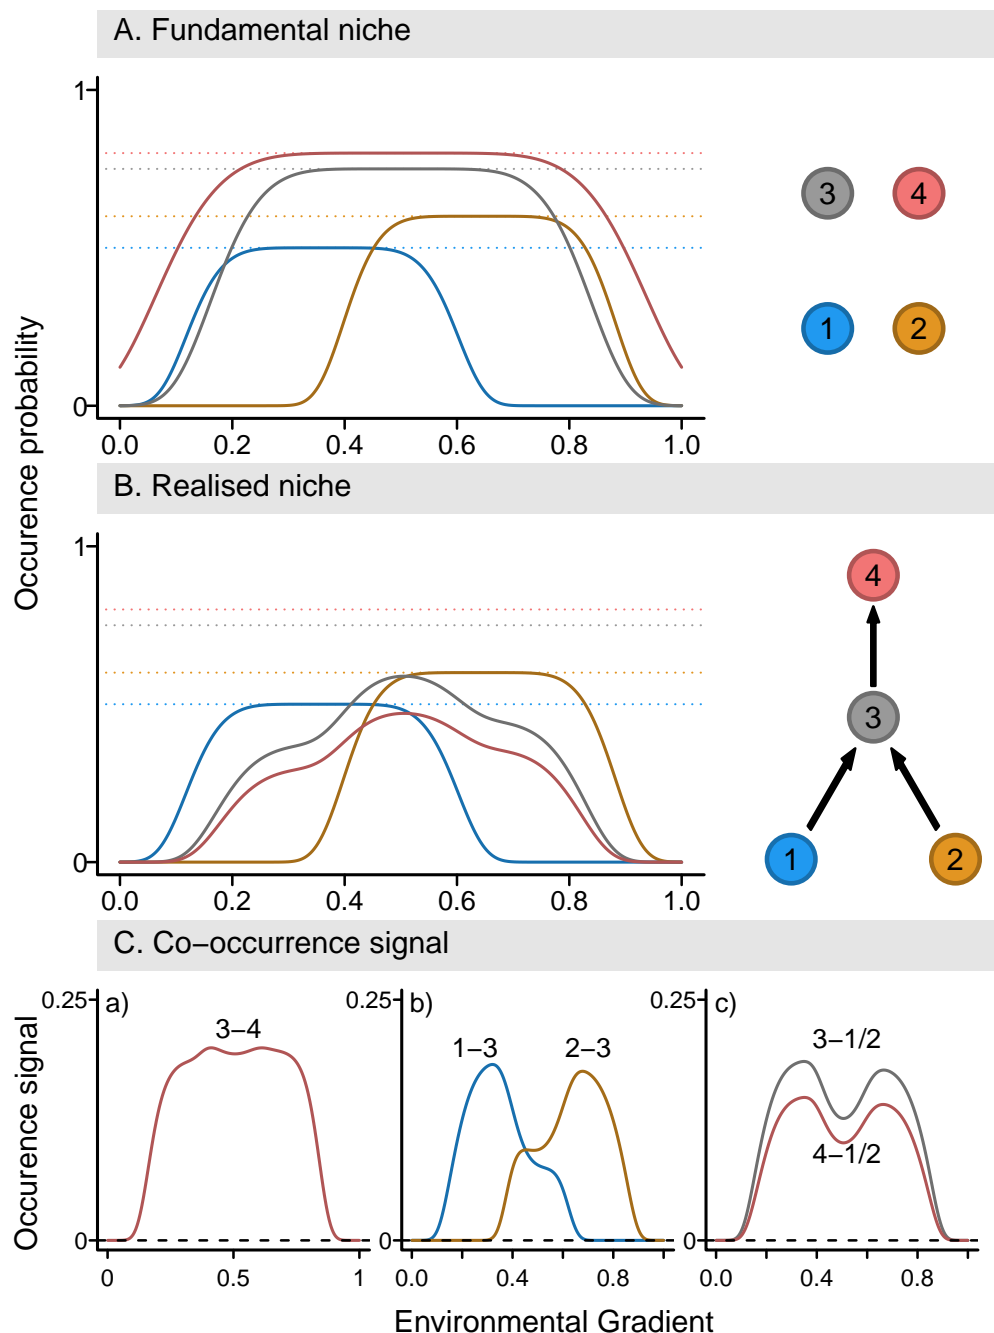 A. Fundamental niche
1
0
0.0 0.2 0.4 0.6 0.8 1.0
3 4
1 2
Occurence probability
B. Realised niche
1
0
0.0 0.2 0.4 0.6 0.8 1.0
4
3
1 2
C. Co−occurrence signal
Occurence signal
0.25
a)
3−4
0
0 0.5 1
0.25
b)
1−3 2−3
0
0.0 0.4 0.8
0.25
c)
3−1/2
4−1/2
0
0.0 0.4 0.8
Environmental Gradient